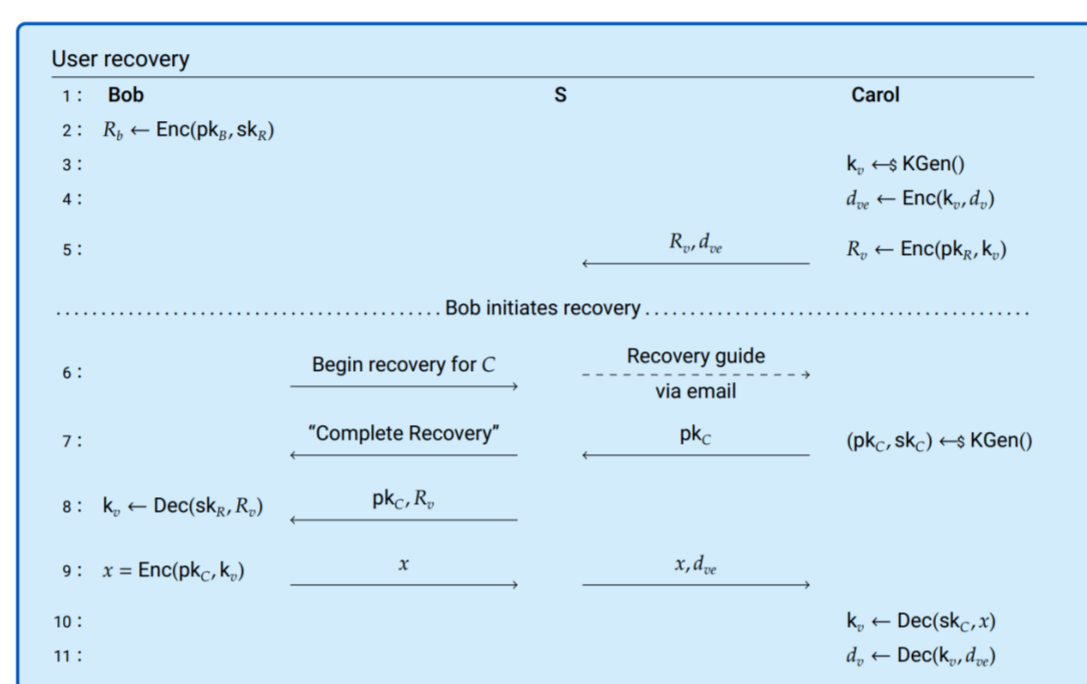 User recovery
1: Bob S Carol
2: R_b ← Enc(pk_B, sk_R)
3: k_v ←$ KGen()
4: d_ve ← Enc(k_v, d_v)
5: R_v, d_ve R_v ← Enc(pk_R, k_v)
Bob initiates recovery
6: Begin recovery for C Recovery guide
via email
7: "Complete Recovery" pk_C (pk_C, sk_C) ←$ KGen()
8: k_v ← Dec(sk_R, R_v) pk_C, R_v
9: x = Enc(pk_C, k_v) x x, d_ve
10: k_v ← Dec(sk_C, x)
11: d_v ← Dec(k_v, d_ve)